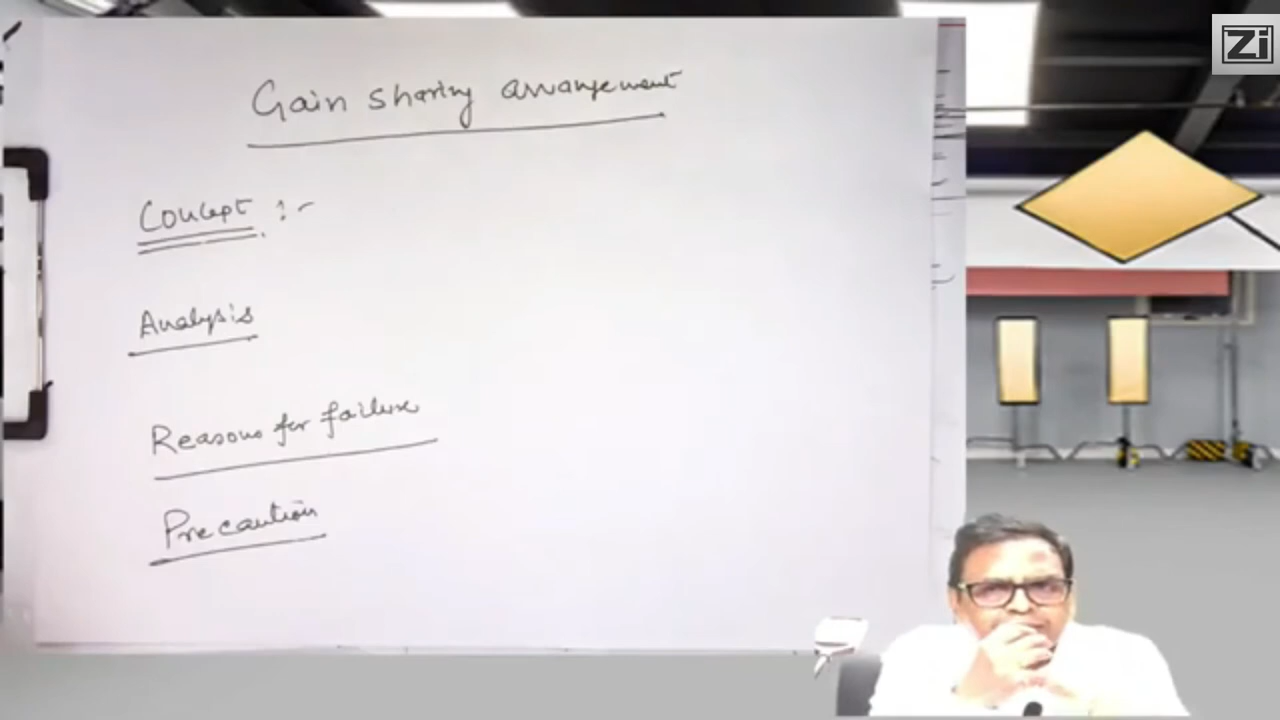 Gain sharing arrangement
Concept :-
Analysis
Reasons for failure
Precaution
Zi